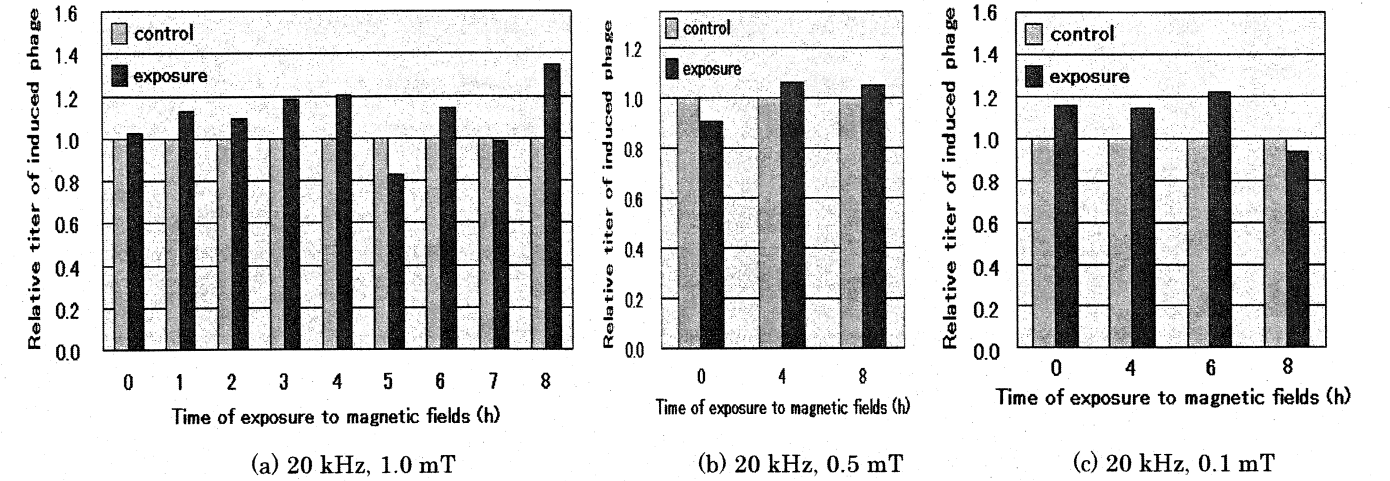 Relative titer of induced phage
1.6
1.4
1.2
1.0
0.8
0.6
0.4
0.2
0.0
control
exposure
0 1 2 3 4 5 6 7 8
Time of exposure to magnetic fields (h)
(a) 20 kHz, 1.0 mT
Relative titer of induced phage
1.2
1.0
0.8
0.6
0.4
0.2
0.0
control
exposure
0 4 8
Time of exposure to magnetic fields (h)
(b) 20 kHz, 0.5 mT
Relative titer of induced phage
1.6
1.4
1.2
1.0
0.8
0.6
0.4
0.2
0.0
control
exposure
0 4 6 8
Time of exposure to magnetic fields (h)
(c) 20 kHz, 0.1 mT